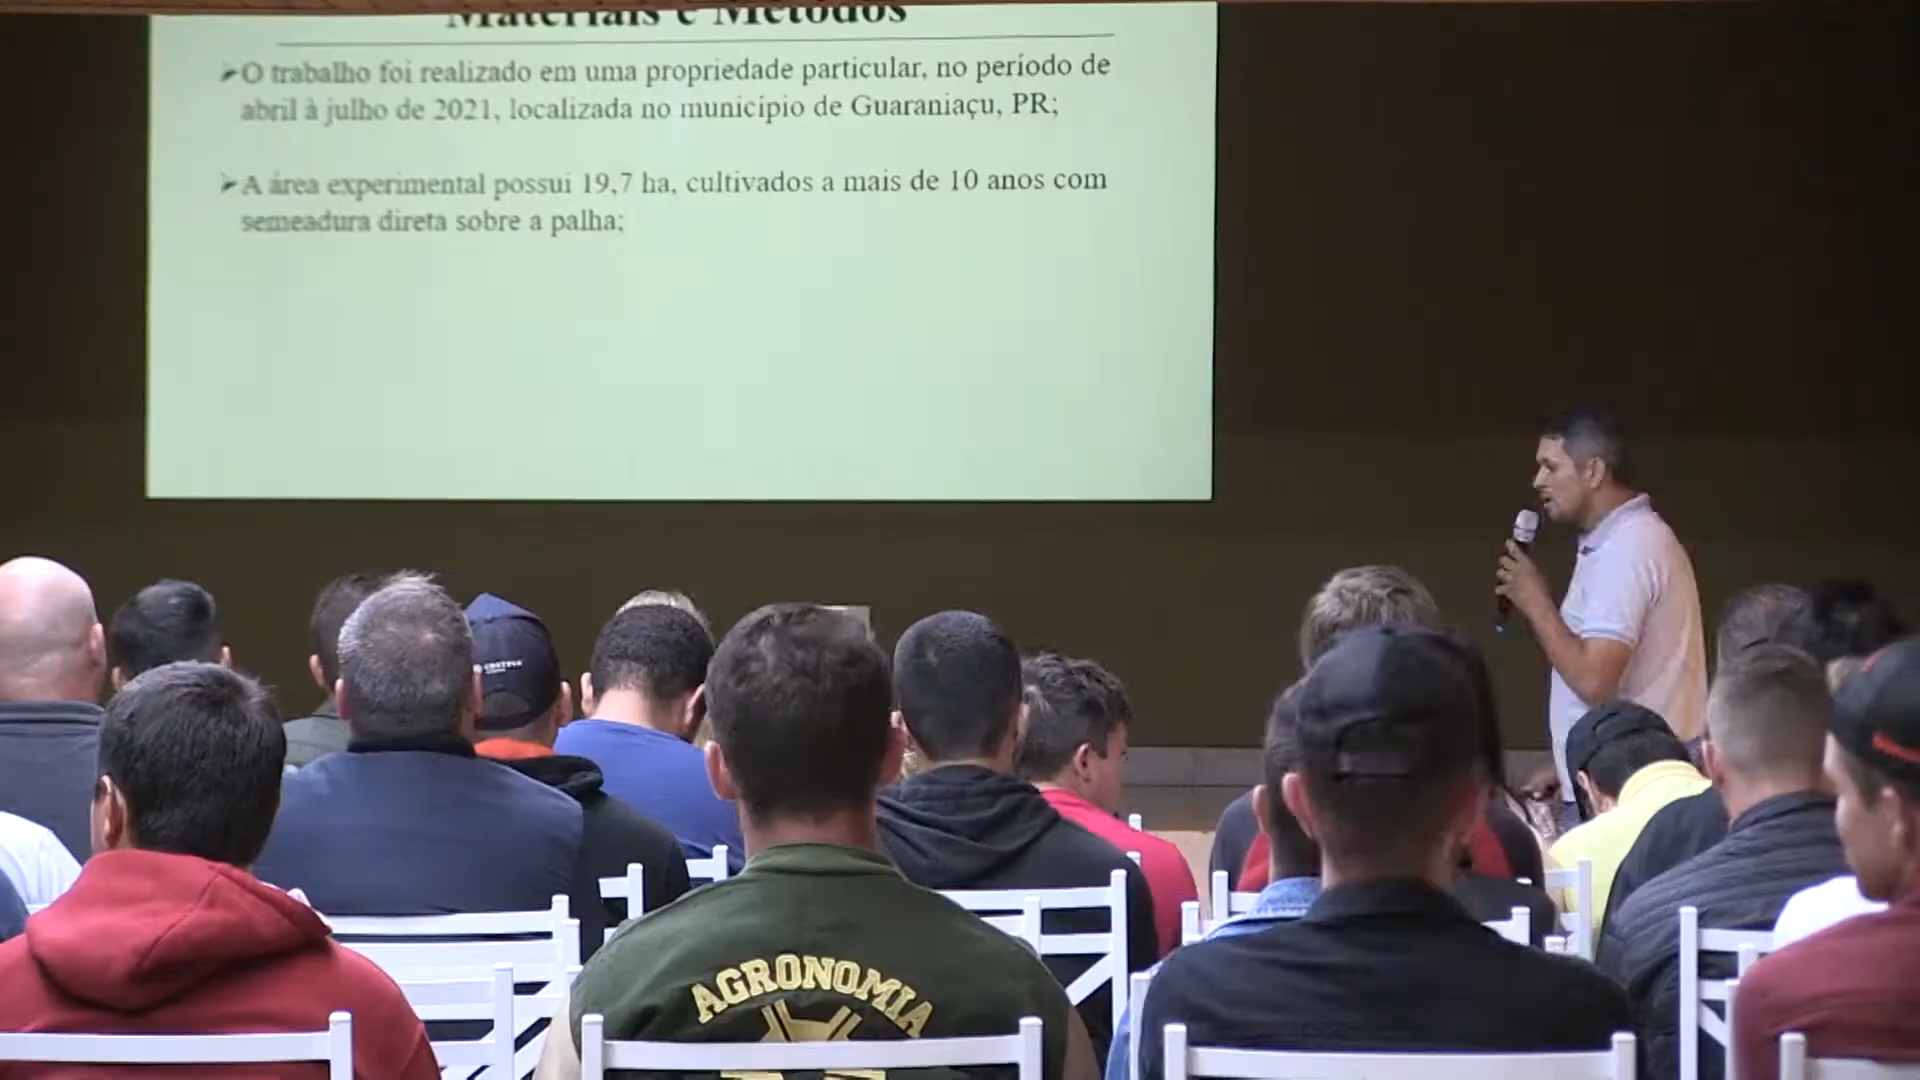 Materiais e Métodos
➤O trabalho foi realizado em uma propriedade particular, no período de
abril à julho de 2021, localizada no município de Guaraniaçu, PR;
➤A área experimental possui 19,7 ha, cultivados a mais de 10 anos com
semeadura direta sobre a palha;
CORTEVA
AGRONOMIA